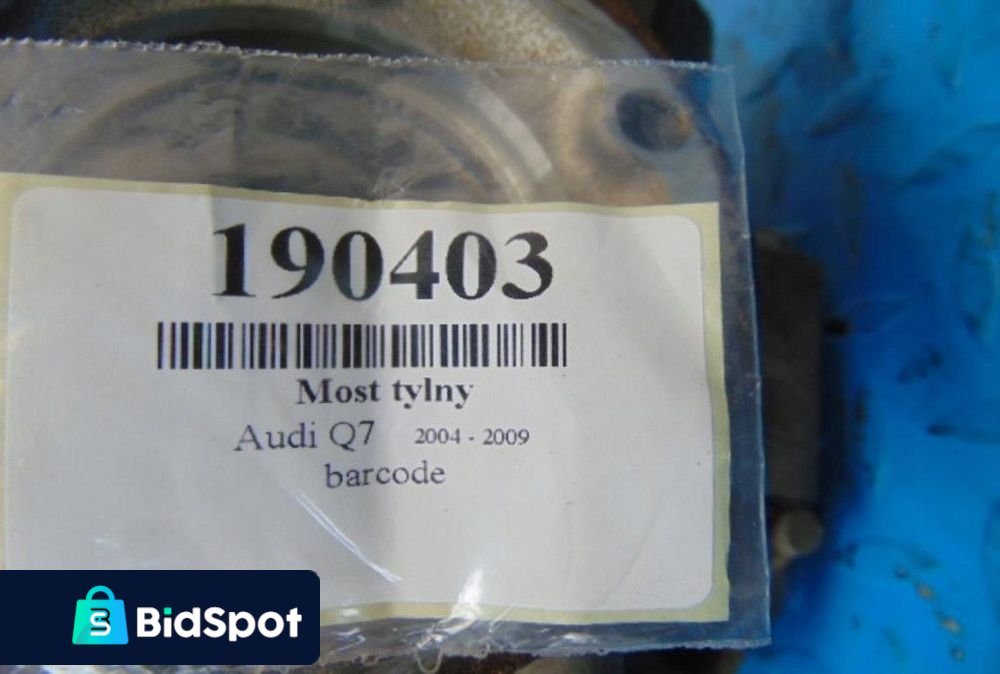 190403
Most tylny
Audi Q7 2004 - 2009
barcode
BidSpot